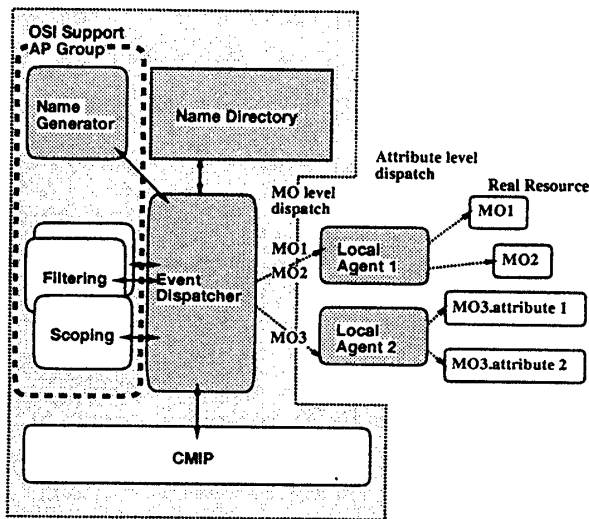 OSI Support
AP Group
Name
Generator
Name Directory
Attribute level
dispatch
MO level
dispatch
Real Resource
MO1
MO1
MO2
Local
Agent 1
MO2
Filtering
Event
Dispatcher
Scoping
MO3
Local
Agent 2
MO3.attribute 1
MO3.attribute 2
CMIP